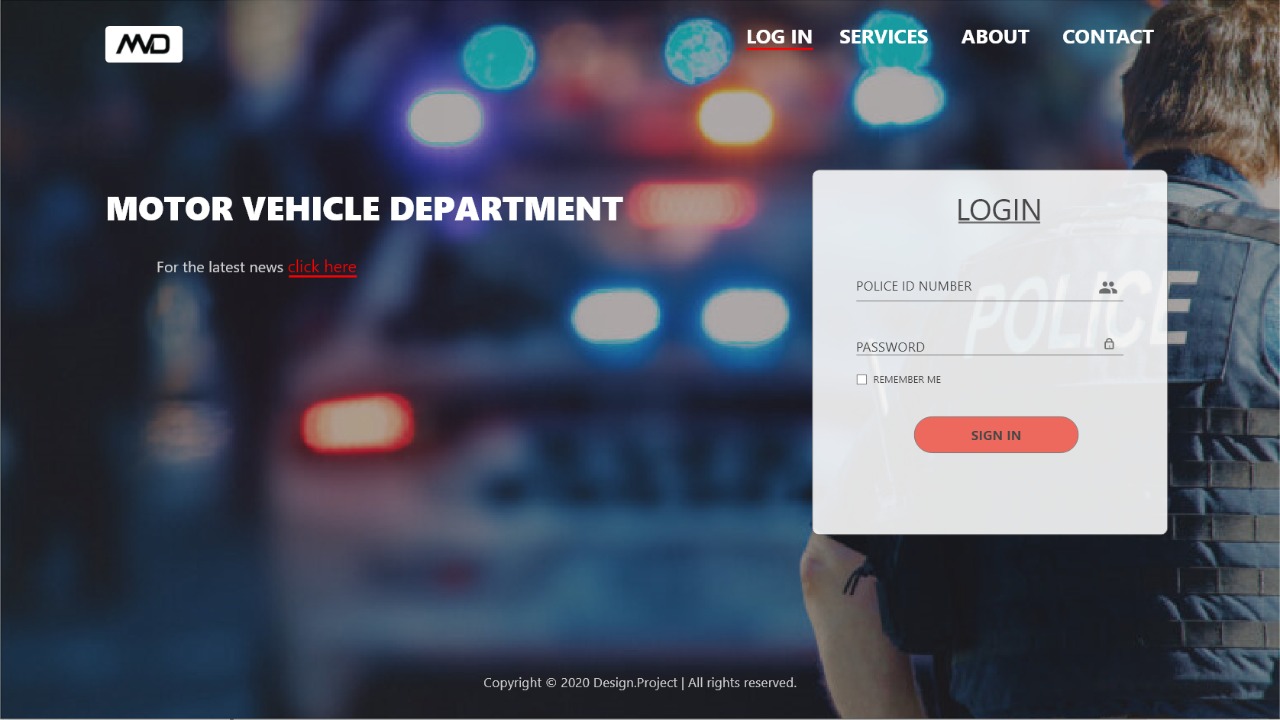 MVD
LOG IN SERVICES ABOUT CONTACT
MOTOR VEHICLE DEPARTMENT
For the latest news click here
LOGIN
POLICE ID NUMBER
PASSWORD
REMEMBER ME
SIGN IN
POLICE
Copyright © 2020 Design.Project | All rights reserved.